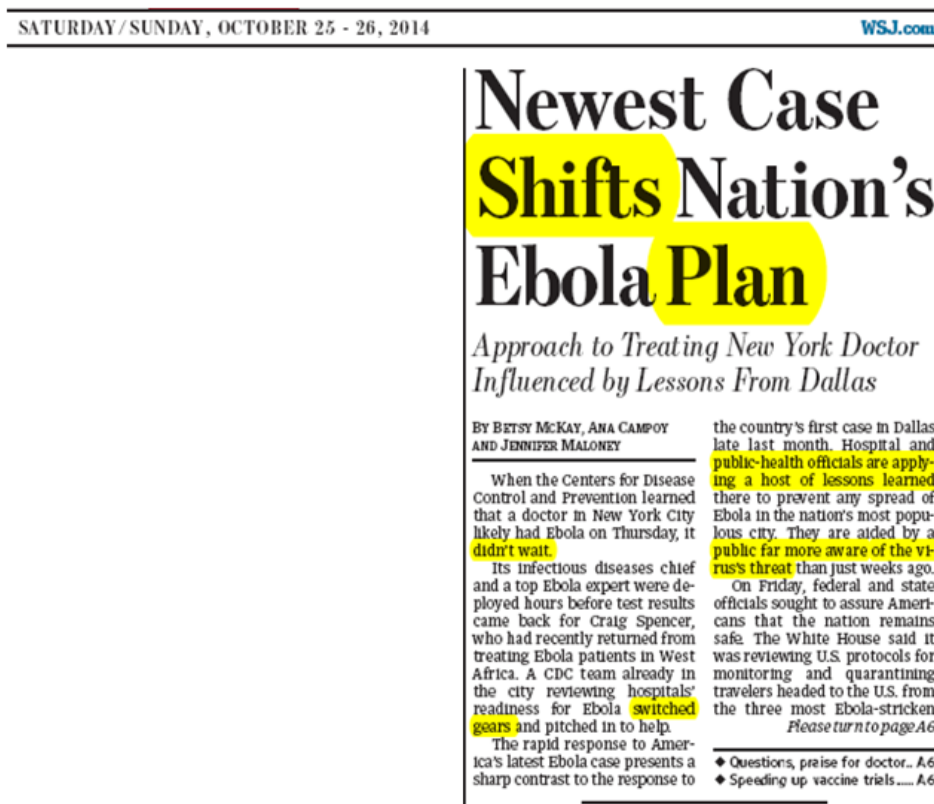 SATURDAY/SUNDAY, OCTOBER 25 - 26, 2014
WSJ.com
Newest Case
Shifts Nation's
Ebola Plan
Approach to Treating New York Doctor
Influenced by Lessons From Dallas
BY BETSY MCKAY, ANA CAMPOY
AND JENNIFER MALONEY
When the Centers for Disease
Control and Prevention learned
that a doctor in New York City
likely had Ebola on Thursday, it
didn't wait.
Its infectious diseases chief
and a top Ebola expert were de-
ployed hours before test results
came back for Craig Spencer,
who had recently returned from
treating Ebola patients in West
Africa. A CDC team already in
the city reviewing hospitals'
readiness for Ebola switched
gears and pitched in to help.
The rapid response to Amer-
ica's latest Ebola case presents a
sharp contrast to the response to
the country's first case in Dallas
late last month. Hospital and
public-health officials are apply-
ing a host of lessons learned
there to prevent any spread of
Ebola in the nation's most popu-
lous city. They are aided by a
public far more aware of the vi-
rus's threat than just weeks ago.
On Friday, federal and state
officials sought to assure Ameri-
cans that the nation remains
safe. The White House said it
was reviewing U.S. protocols for
monitoring and quarantining
travelers headed to the U.S. from
the three most Ebola-stricken
Please turn to page A6
◆ Questions, praise for doctor.. A6
◆ Speeding up vaccine trials..... A6